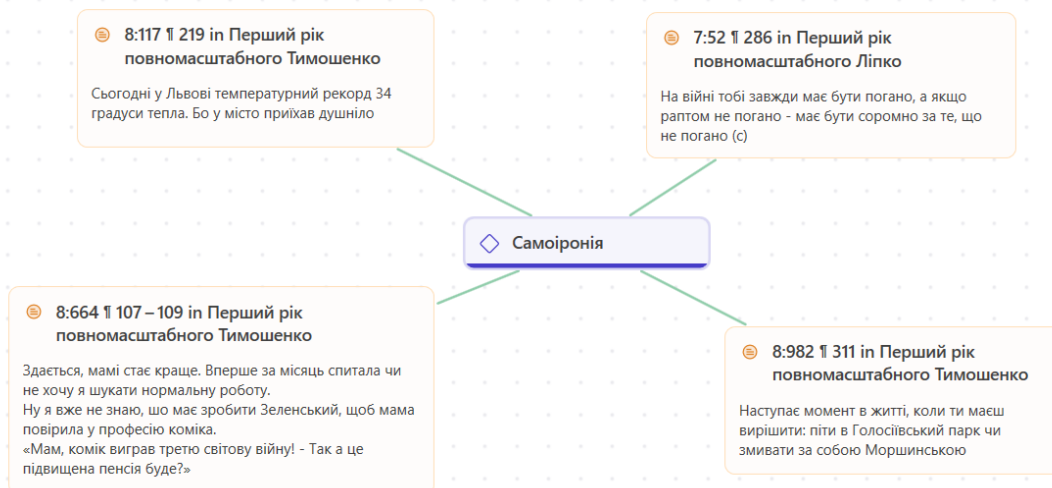 8:117 ¶ 219 in Перший рік
повномасштабного Тимошенко
Сьогодні у Львові температурний рекорд 34
градуси тепла. Бо у місто приїхав душніло
7:52 ¶ 286 in Перший рік
повномасштабного Ліпко
На війні тобі завжди має бути погано, а якщо
раптом не погано - має бути соромно за те, що
не погано (с)
Самоіронія
8:664 ¶ 107 – 109 in Перший рік
повномасштабного Тимошенко
Здається, мамі стає краще. Вперше за місяць спитала чи
не хочу я шукати нормальну роботу.
Ну я вже не знаю, шо має зробити Зеленський, щоб мама
повірила у професію коміка.
«Мам, комік виграв третю світову війну! - Так а це
підвищена пенсія буде?»
8:982 ¶ 311 in Перший рік
повномасштабного Тимошенко
Наступає момент в житті, коли ти маєш
вирішити: піти в Голосіївський парк чи
змивати за собою Моршинською